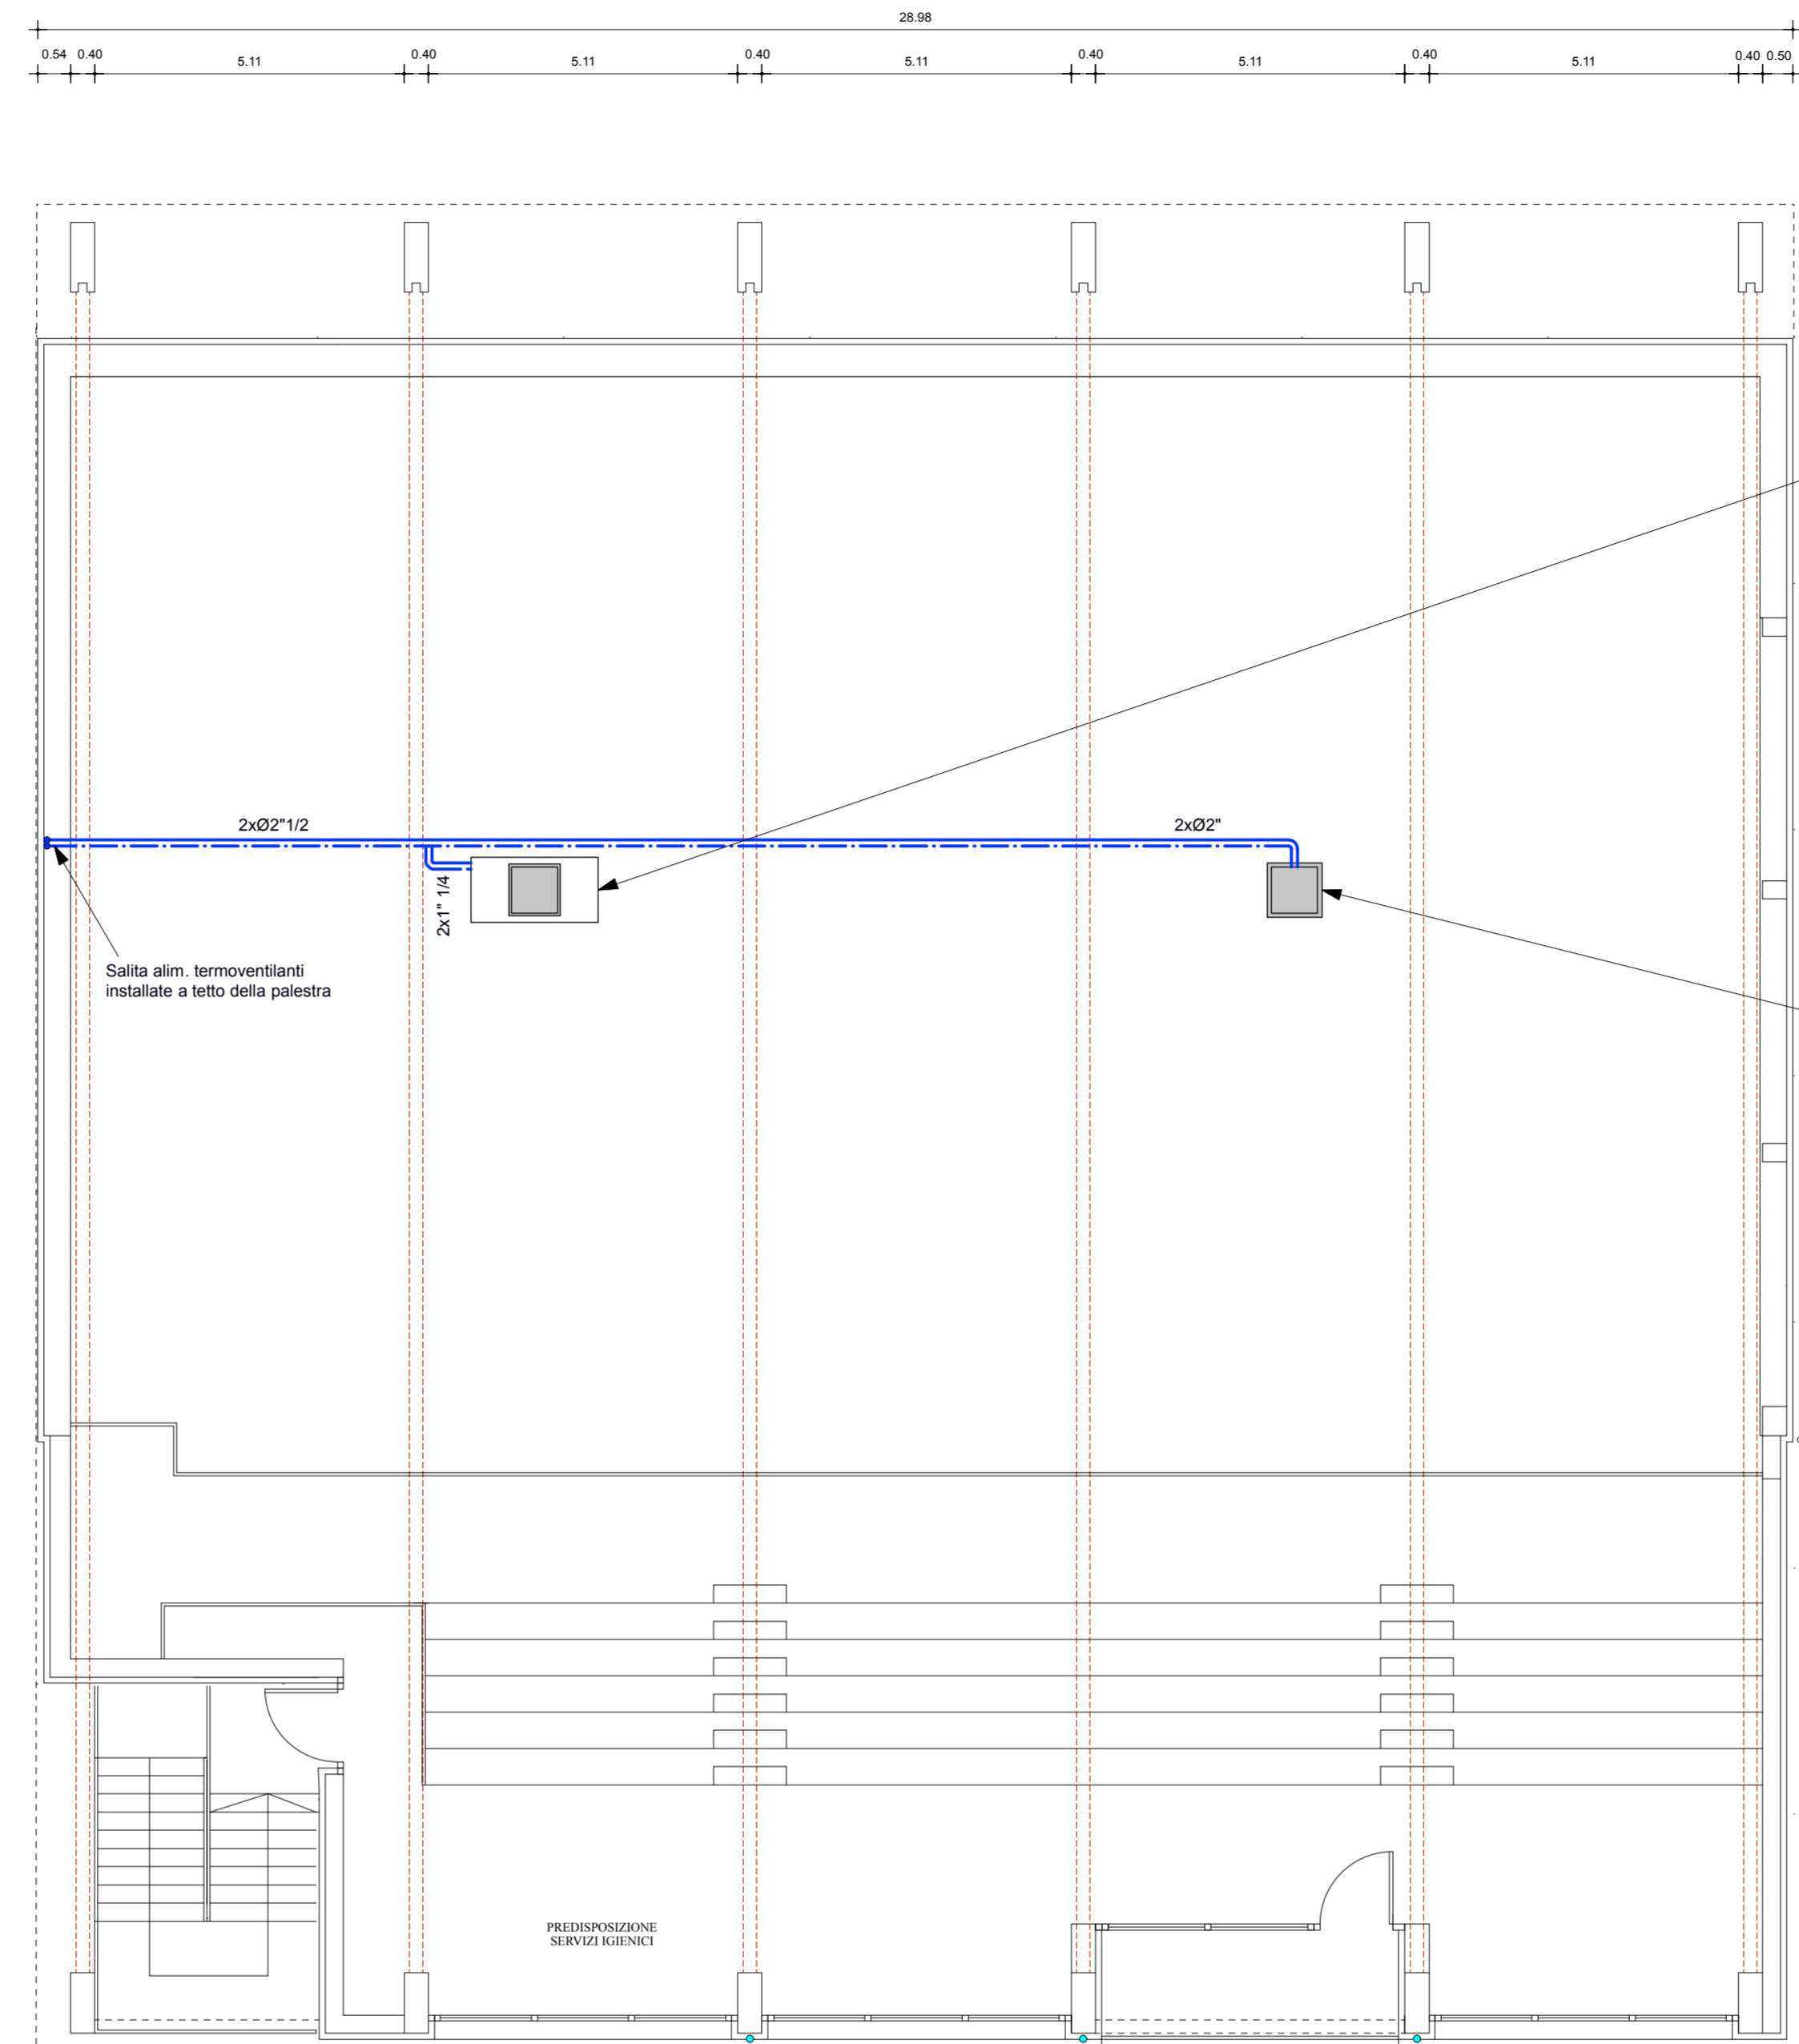 28.98
0.54 0.40 5.11 0.40 5.11 0.40 5.11 0.40 5.11 0.40 5.11 0.40 0.50
2xØ2"1/2
2xØ2"
2x1" 1/4
Salita alim. termoventilanti
installate a tetto della palestra
PREDISPOSIZIONE
SERVIZI IGIENICI